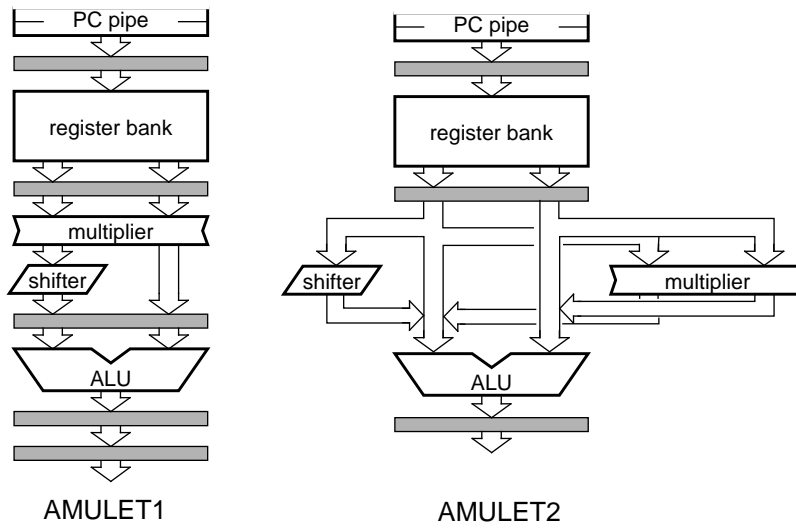 PC pipe
register bank
multiplier
shifter
ALU
AMULET1
PC pipe
register bank
shifter
multiplier
ALU
AMULET2